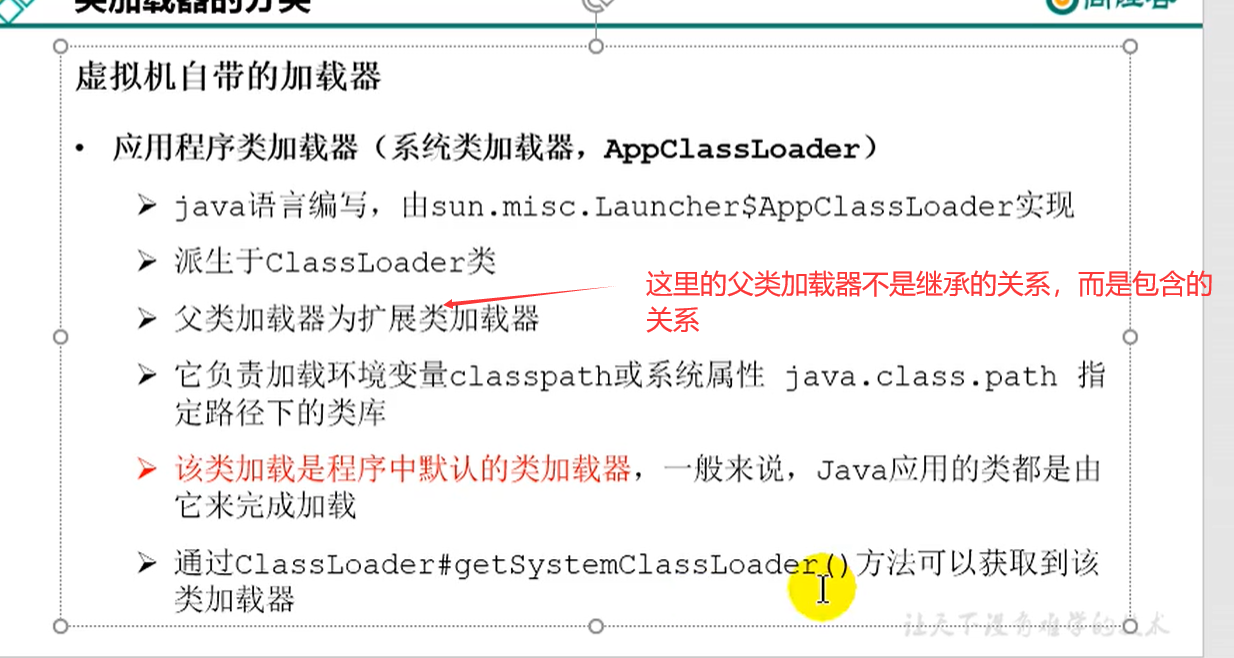 类加载器的分类
尚硅谷
虚拟机自带的加载器
• 应用程序类加载器（系统类加载器，AppClassLoader）
➢ java语言编写，由sun.misc.Launcher$AppClassLoader实现
➢ 派生于ClassLoader类
➢ 父类加载器为扩展类加载器
这里的父类加载器不是继承的关系，而是包含的
关系
➢ 它负责加载环境变量classpath或系统属性 java.class.path 指
定路径下的类库
➢ 该类加载是程序中默认的类加载器，一般来说，Java应用的类都是由
它来完成加载
➢ 通过ClassLoader#getSystemClassLoader()方法可以获取到该
类加载器
让天下没有难学的技术